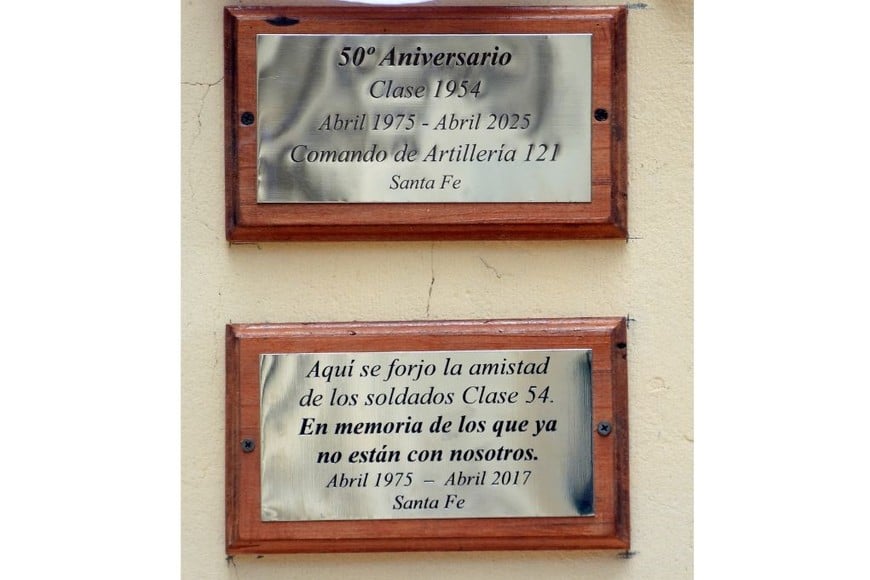 50º Aniversario
Clase 1954
Abril 1975 - Abril 2025
Comando de Artillería 121
Santa Fe
Aquí se forjo la amistad
de los soldados Clase 54.
En memoria de los que ya
no están con nosotros.
Abril 1975 – Abril 2017
Santa Fe